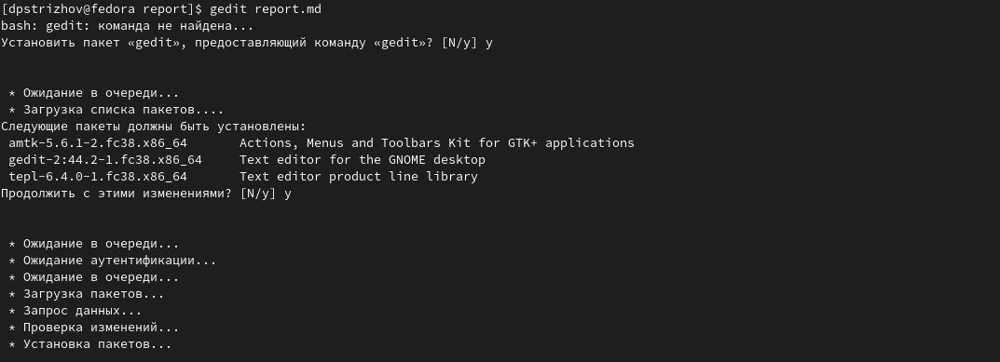 [dpstrizhov@fedora report]$ gedit report.md
bash: gedit: команда не найдена...
Установить пакет «gedit», предоставляющий команду «gedit»? [N/y] y
* Ожидание в очереди...
* Загрузка списка пакетов....
Следующие пакеты должны быть установлены:
amtk-5.6.1-2.fc38.x86_64 Actions, Menus and Toolbars Kit for GTK+ applications
gedit-2:44.2-1.fc38.x86_64 Text editor for the GNOME desktop
tepl-6.4.0-1.fc38.x86_64 Text editor product line library
Продолжить с этими изменениями? [N/y] y
* Ожидание в очереди...
* Ожидание аутентификации...
* Ожидание в очереди...
* Загрузка пакетов...
* Запрос данных...
* Проверка изменений...
* Установка пакетов...